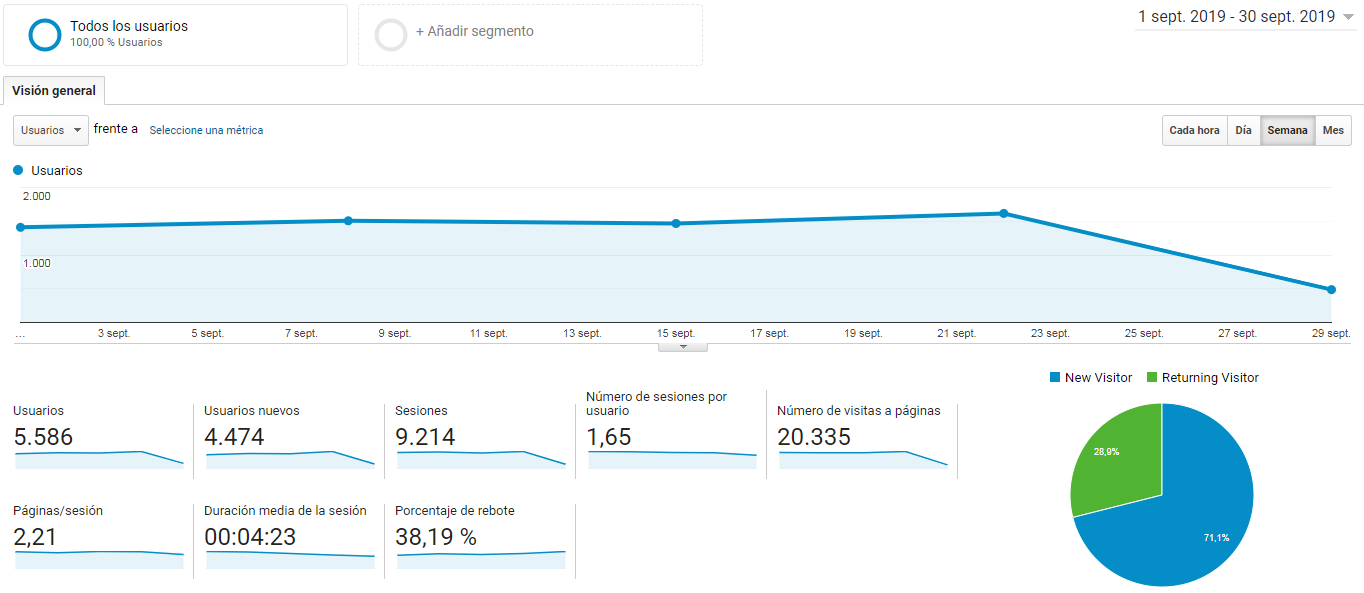 Todos los usuarios
100,00 % Usuarios
+ Añadir segmento
1 sept. 2019 - 30 sept. 2019
Visión general
Usuarios frente a Seleccione una métrica
Cada hora Día Semana Mes
Usuarios
2.000
1.000
... 3 sept. 5 sept. 7 sept. 9 sept. 11 sept. 13 sept. 15 sept. 17 sept. 19 sept. 21 sept. 23 sept. 25 sept. 27 sept. 29 sept.
New Visitor Returning Visitor
Usuarios
5.586
Usuarios nuevos
4.474
Sesiones
9.214
Número de sesiones por
usuario
1,65
Número de visitas a páginas
20.335
Páginas/sesión
2,21
Duración media de la sesión
00:04:23
Porcentaje de rebote
38,19 %
28,9%
71,1%